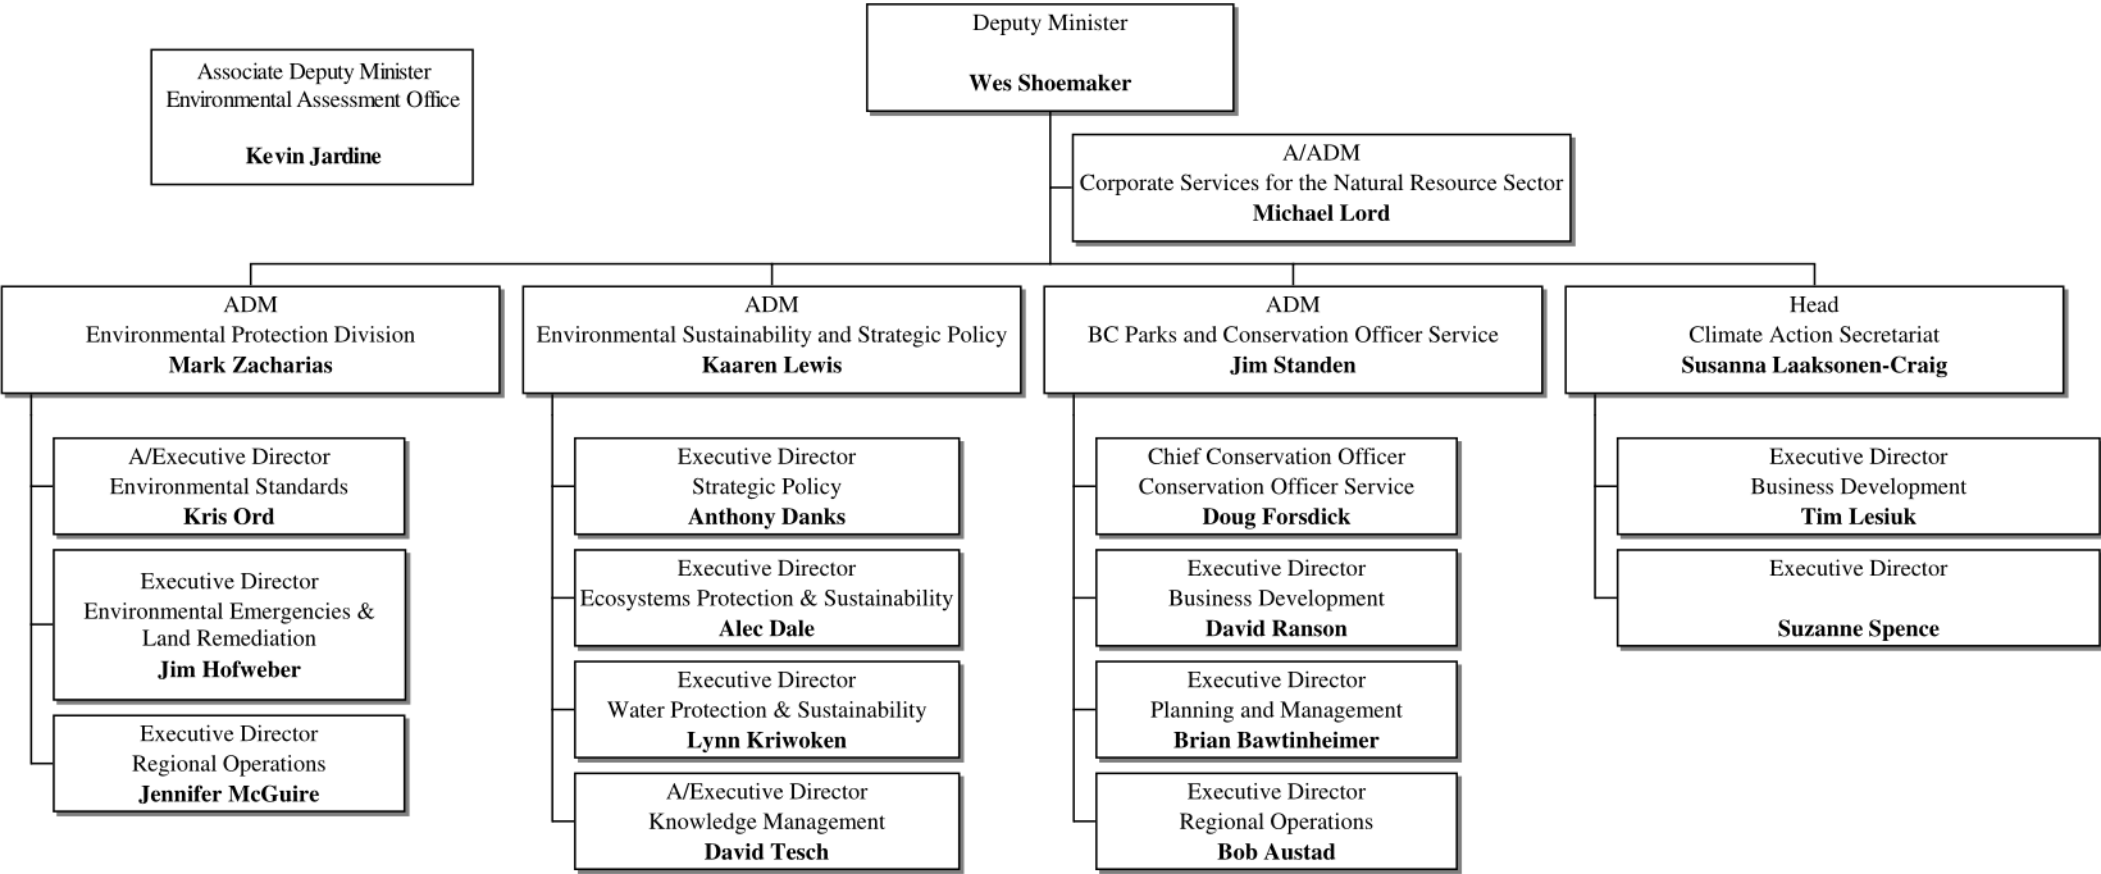 Deputy Minister
Wes Shoemaker
Associate Deputy Minister
Environmental Assessment Office
Kevin Jardine
A/ADM
Corporate Services for the Natural Resource Sector
Michael Lord
ADM
Environmental Protection Division
Mark Zacharias
ADM
Environmental Sustainability and Strategic Policy
Kaaren Lewis
ADM
BC Parks and Conservation Officer Service
Jim Standen
Head
Climate Action Secretariat
Susanna Laaksonen-Craig
A/Executive Director
Environmental Standards
Kris Ord
Executive Director
Environmental Emergencies &
Land Remediation
Jim Hofweber
Executive Director
Regional Operations
Jennifer McGuire
Executive Director
Strategic Policy
Anthony Danks
Executive Director
Ecosystems Protection & Sustainability
Alec Dale
Executive Director
Water Protection & Sustainability
Lynn Kriwoken
A/Executive Director
Knowledge Management
David Tesch
Chief Conservation Officer
Conservation Officer Service
Doug Forsdick
Executive Director
Business Development
David Ranson
Executive Director
Planning and Management
Brian Bawtinheimer
Executive Director
Regional Operations
Bob Austad
Executive Director
Business Development
Tim Lesiuk
Executive Director
Suzanne Spence